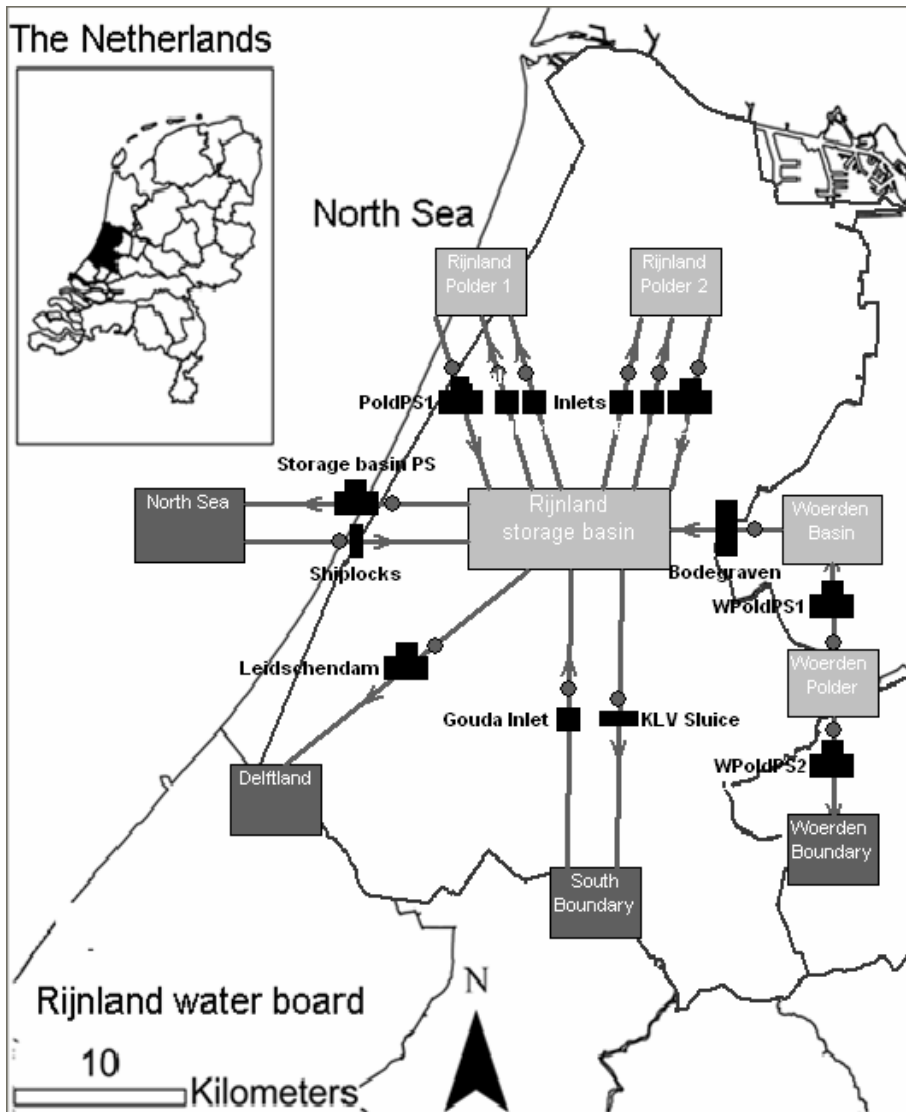 The Netherlands
North Sea
Rijnland
Polder 1
Rijnland
Polder 2
PoldPS1
Inlets
Storage basin PS
North Sea
Rijnland
storage basin
Woerden
Basin
Shiplocks
Bodegraven
WPoldPS1
Leidschendam
Woerden
Polder
Gouda Inlet
KLV Sluice
WPoldPS2
Delftland
Woerden
Boundary
South
Boundary
N
Rijnland water board
10
Kilometers